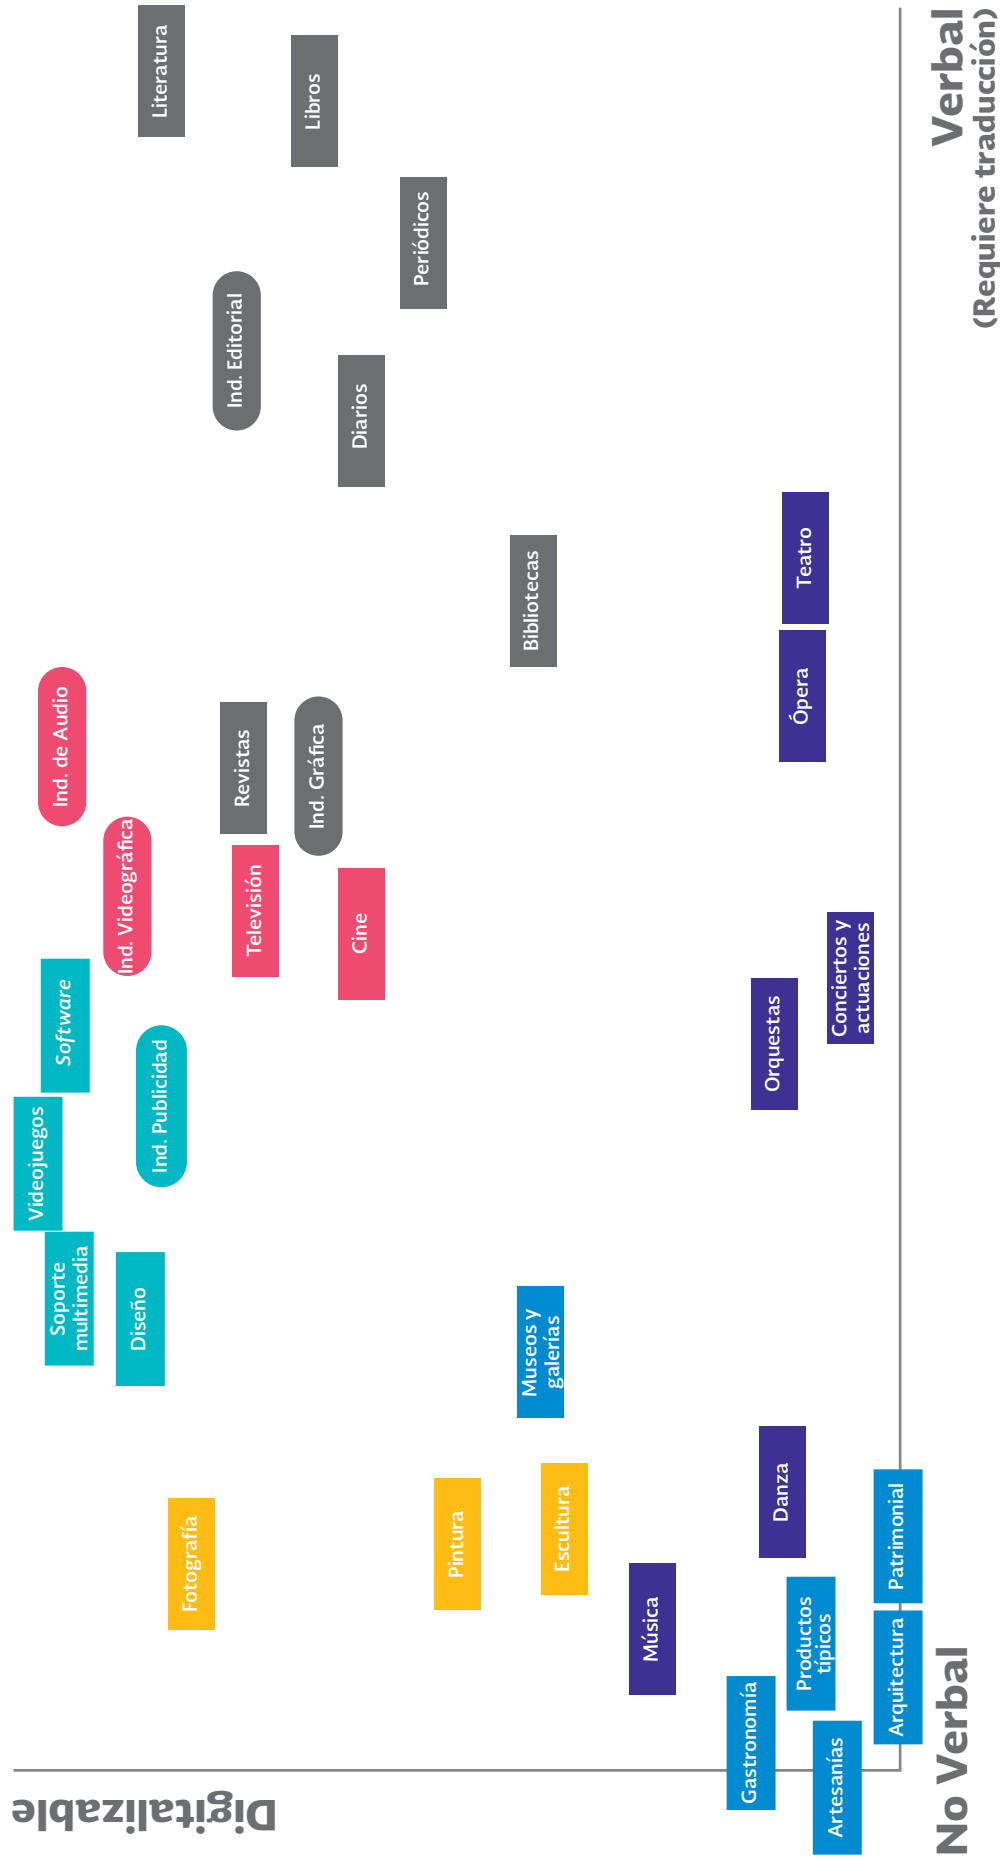 Digitalizable
Videojuegos
Soporte
multimedia
Software
Ind. de Audio
Diseño
Ind. Videográfica
Ind. Publicidad
Literatura
Fotografía
Ind. Editorial
Revistas
Televisión
Libros
Ind. Gráfica
Diarios
Cine
Periódicos
Pintura
Bibliotecas
Museos y
galerías
Escultura
Música
Gastronomía
Orquestas
Danza
Ópera
Teatro
Productos
típicos
Artesanías
Conciertos y
actuaciones
Arquitectura
Patrimonial
No Verbal
Verbal
(Requiere traducción)